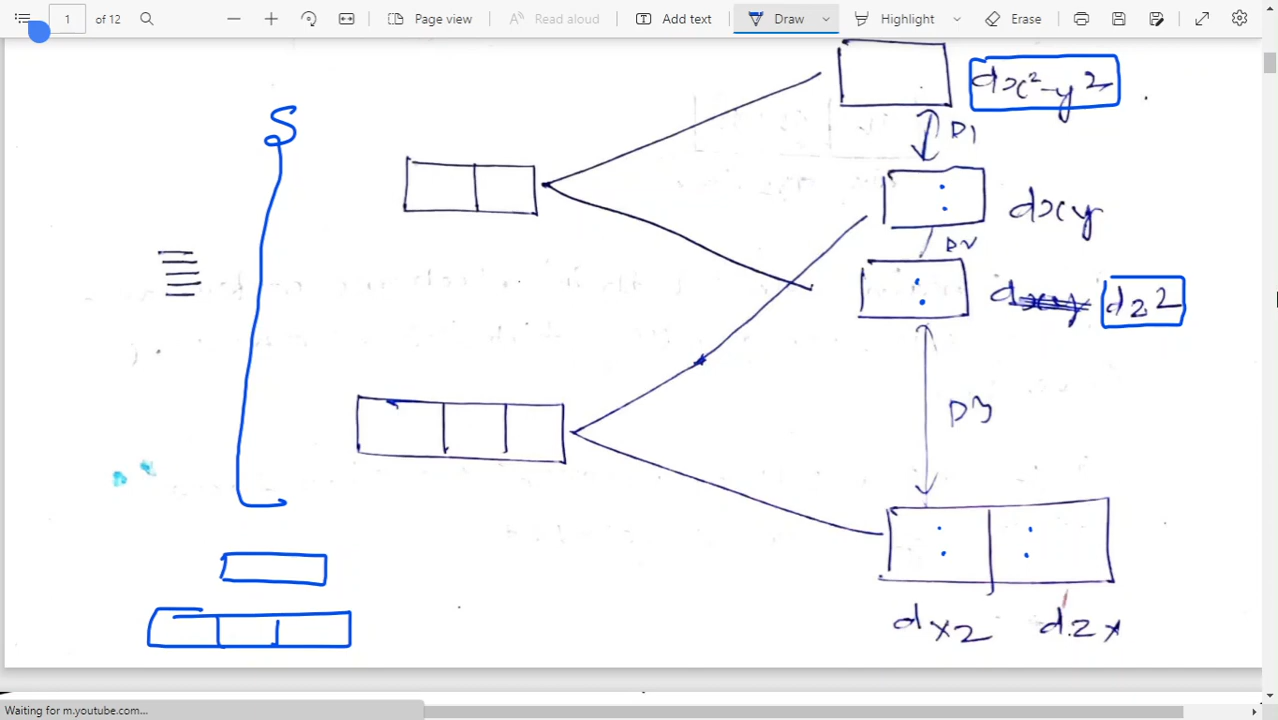 1 of 12 Page view Read aloud Add text Draw Highlight Erase
dx²-y2
D1
S
dxy
D2
dz2
D3
dxz dzx
Waiting for m.youtube.com...